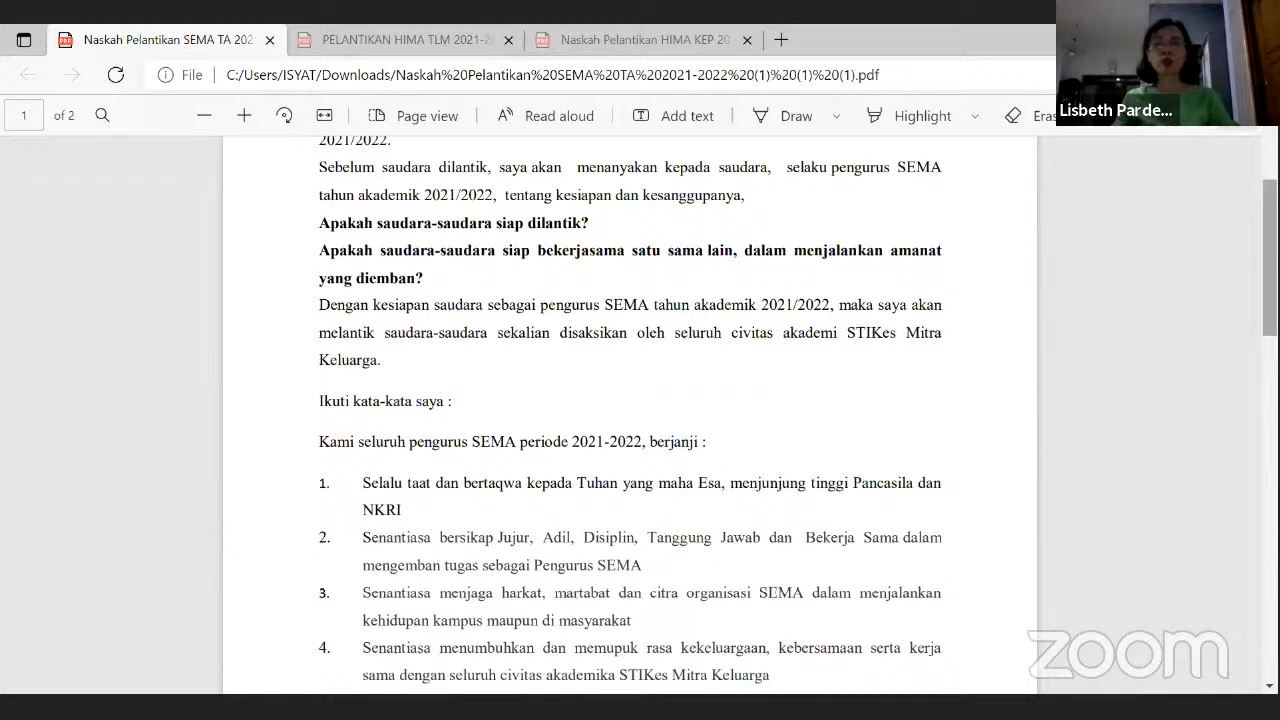 Naskah Pelantikan SEMA TA 202
PELANTIKAN HIMA TLM 2021-2
Naskah Pelantikan HIMA KEP 20
File
C:/Users/ISYAT/Downloads/Naskah%20Pelantikan%20SEMA%20TA%202021-2022%20(1)%20(1)%20(1).pdf
1 of 2
Page view
Read aloud
Add text
Draw
Highlight
Eras
Lisbeth Parde...
2021/2022.
Sebelum saudara dilantik, saya akan menanyakan kepada saudara, selaku pengurus SEMA
tahun akademik 2021/2022, tentang kesiapan dan kesanggupanya,
Apakah saudara-saudara siap dilantik?
Apakah saudara-saudara siap bekerjasama satu sama lain, dalam menjalankan amanat
yang diemban?
Dengan kesiapan saudara sebagai pengurus SEMA tahun akademik 2021/2022, maka saya akan
melantik saudara-saudara sekalian disaksikan oleh seluruh civitas akademi STIKes Mitra
Keluarga.
Ikuti kata-kata saya :
Kami seluruh pengurus SEMA periode 2021-2022, berjanji :
1. Selalu taat dan bertaqwa kepada Tuhan yang maha Esa, menjunjung tinggi Pancasila dan
NKRI
2. Senantiasa bersikap Jujur, Adil, Disiplin, Tanggung Jawab dan Bekerja Sama dalam
mengemban tugas sebagai Pengurus SEMA
3. Senantiasa menjaga harkat, martabat dan citra organisasi SEMA dalam menjalankan
kehidupan kampus maupun di masyarakat
4. Senantiasa menumbuhkan dan memupuk rasa kekeluargaan, kebersamaan serta kerja
sama dengan seluruh civitas akademika STIKes Mitra Keluarga
zoom